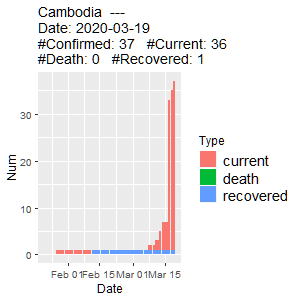 Cambodia  ---
Date: 2020-03-19
#Confirmed: 37   #Current: 36
#Death: 0   #Recovered: 1
Num
30
20
10
0
Feb 01
Feb 15
Mar 01
Mar 15
Date
Type
current
death
recovered